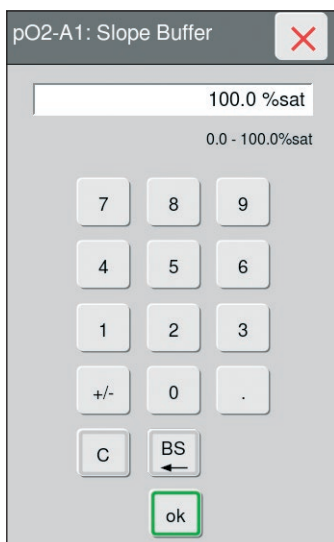 pO2-A1: Slope Buffer
100.0 %sat
0.0 - 100.0%sat
7 8 9
4 5 6
1 2 3
+/- 0 .
C BS
ok